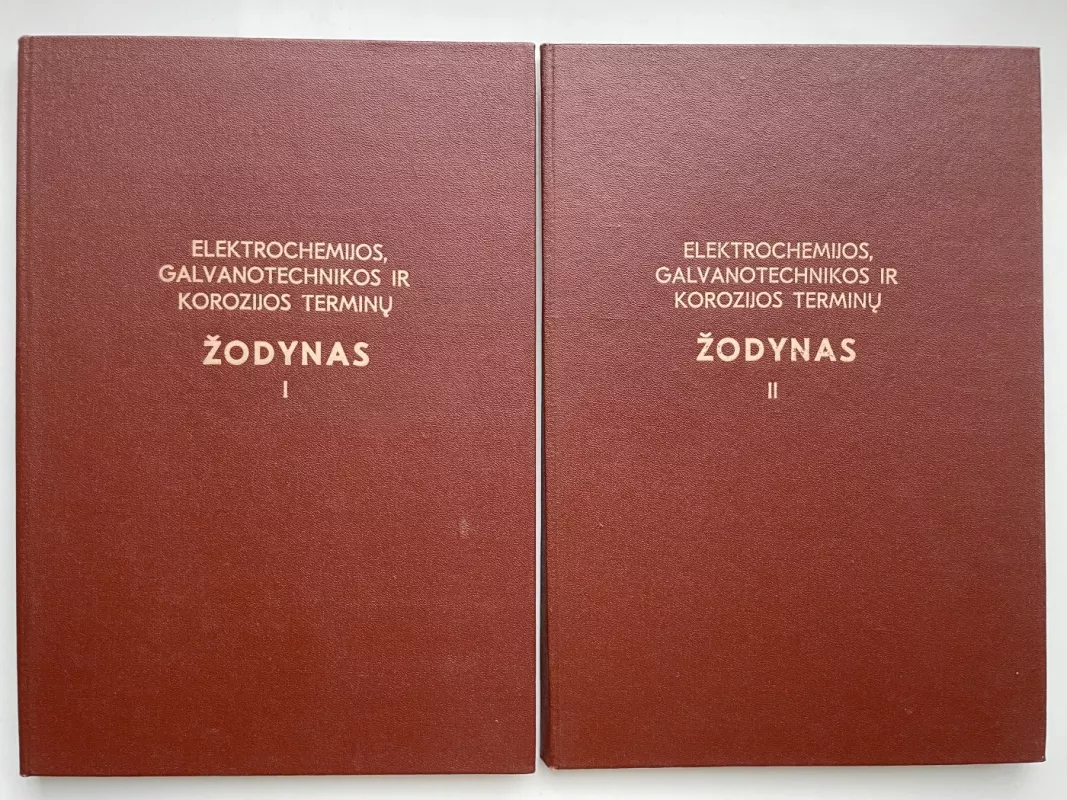 ELEKTROCHEMIJOS,
GALVANOTECHNIKOS IR
KOROZIJOS TERMINŲ
ŽODYNAS
I
ELEKTROCHEMIJOS,
GALVANOTECHNIKOS IR
KOROZIJOS TERMINŲ
ŽODYNAS
II